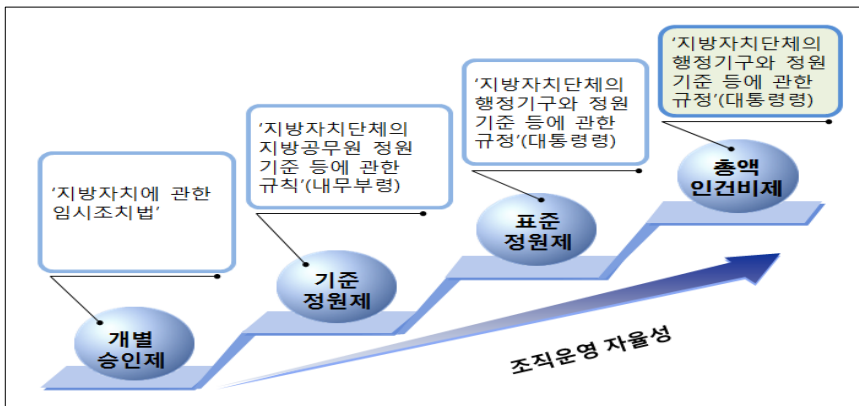 ‘지방자치에 관한
임시조치법’
개별
승인제
‘지방자치단체의
지방공무원 정원
기준 등에 관한
규칙’(내무부령)
기준
정원제
‘지방자치단체의
행정기구와 정원
기준 등에 관한
규정’(대통령령)
표준
정원제
‘지방자치단체의
행정기구와 정원
기준 등에 관한
규정’(대통령령)
총액
인건비제
조직운영 자율성